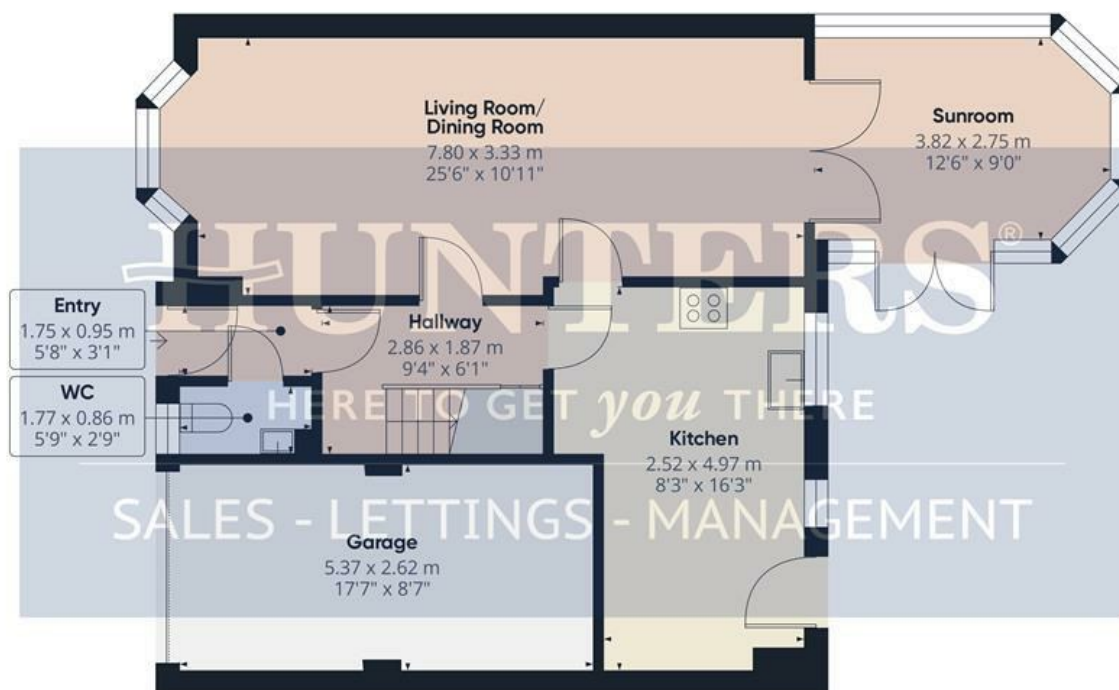 Living Room/
Dining Room
7.80 x 3.33 m
25'6" x 10'11"
Sunroom
3.82 x 2.75 m
12'6" x 9'0"
HUNTERS®
Entry
1.75 x 0.95 m
5'8" x 3'1"
Hallway
2.86 x 1.87 m
9'4" x 6'1"
WC
1.77 x 0.86 m
5'9" x 2'9"
HERE TO GET you THERE
Kitchen
2.52 x 4.97 m
8'3" x 16'3"
SALES - LETTINGS - MANAGEMENT
Garage
5.37 x 2.62 m
17'7" x 8'7"